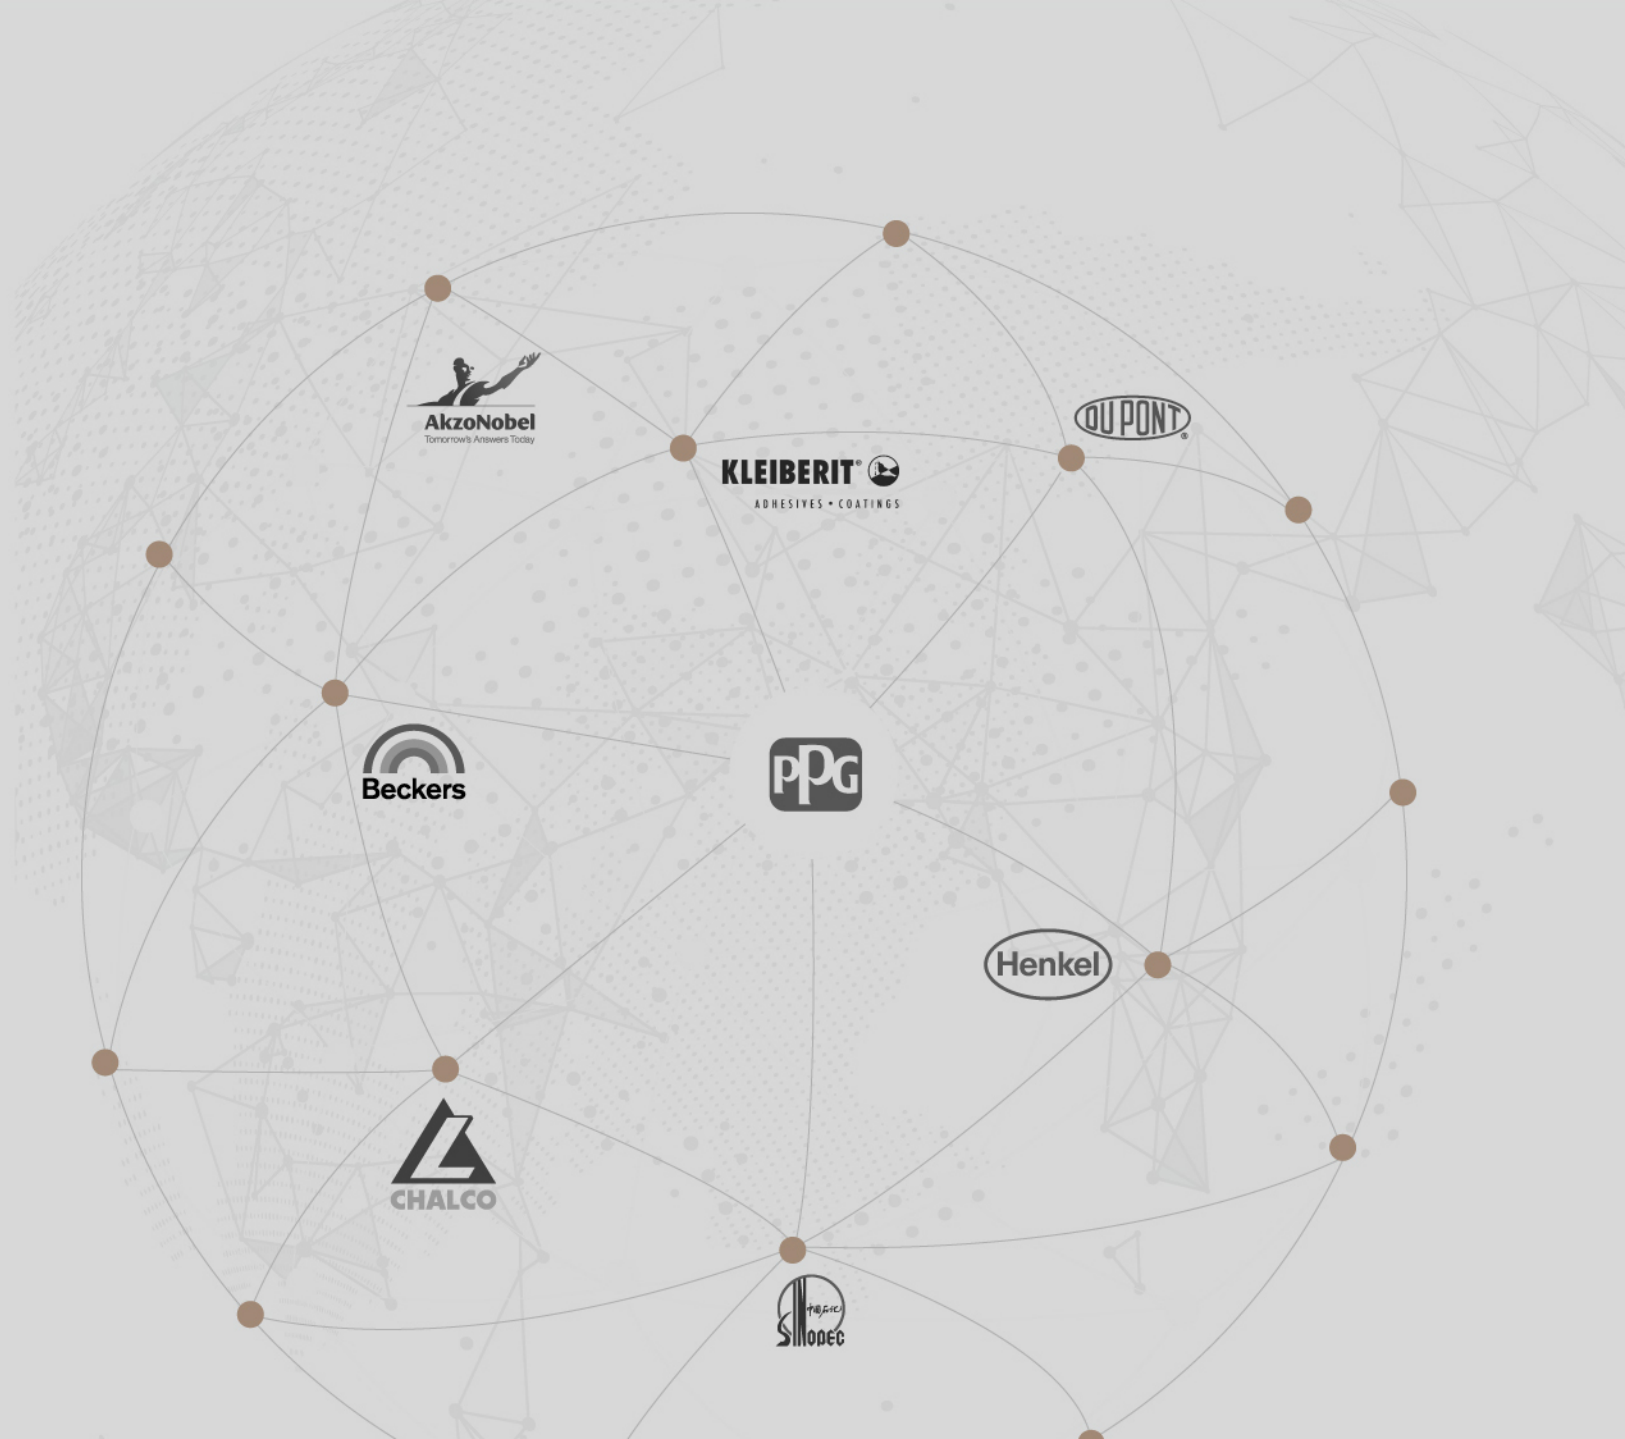 AkzoNobel
Tomorrow's Answers Today
DU PONT®
KLEIBERIT®
ADHESIVES • COATINGS
PPG
Beckers
Henkel
CHALCO
SINOPEC